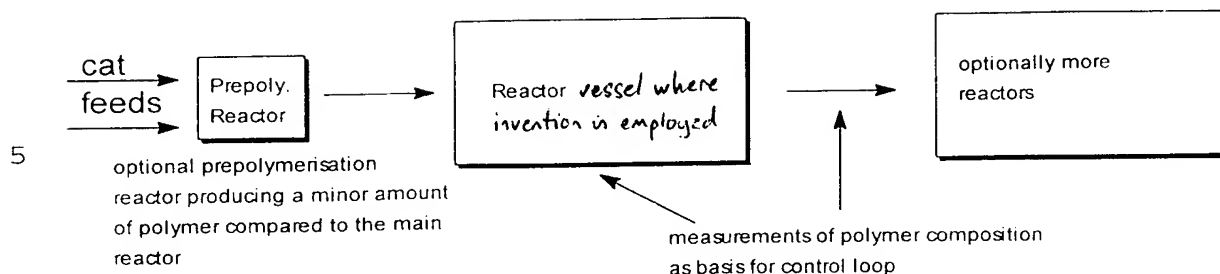 cat
feeds
Prepoly.
Reactor
Reactor vessel where
invention is employed
optionally more
reactors
5
optional prepolymerisation
reactor producing a minor amount
of polymer compared to the main
reactor
measurements of polymer composition
as basis for control loop